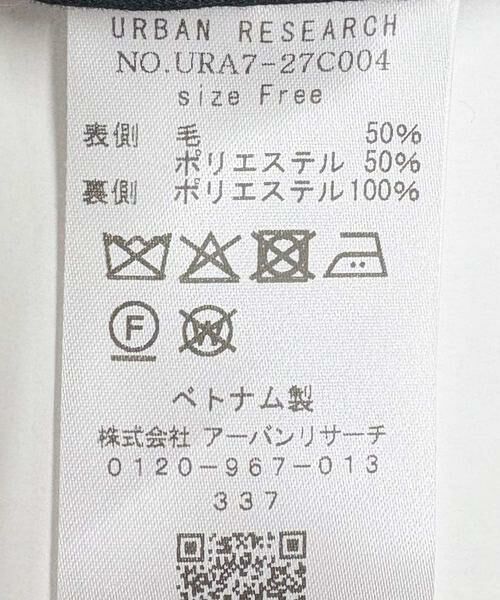 URBAN RESEARCH
NO.URA7-27C004
size Free
表側 毛 50%
ポリエステル 50%
裏側 ポリエステル100%
F W
ベトナム製
株式会社 アーバンリサーチ
0120-967-013
337